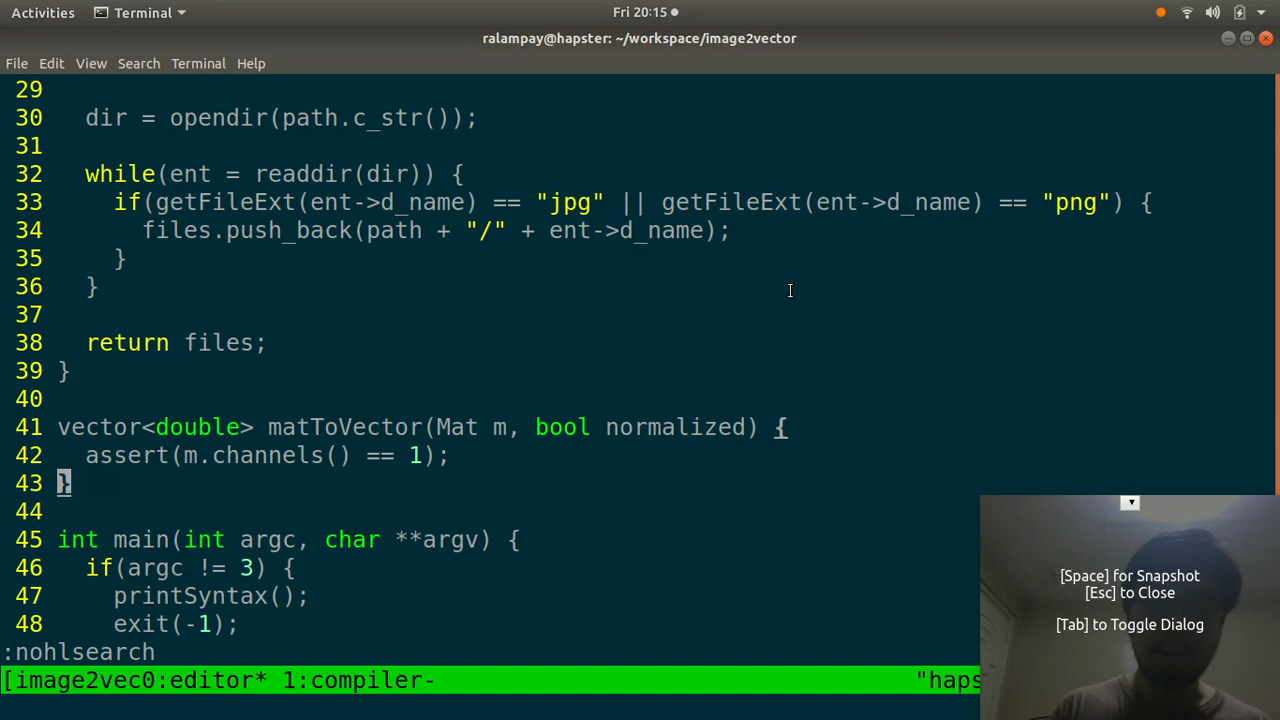 Activities Terminal Fri 20:15
ralampay@hapster: ~/workspace/image2vector
File Edit View Search Terminal Help
29
30 dir = opendir(path.c_str());
31
32 while(ent = readdir(dir)) {
33 if(getFileExt(ent->d_name) == "jpg" || getFileExt(ent->d_name) == "png") {
34 files.push_back(path + "/" + ent->d_name);
35 }
36 }
37
38 return files;
39 }
40
41 vector<double> matToVector(Mat m, bool normalized) {
42 assert(m.channels() == 1);
43 }
44
45 int main(int argc, char **argv) {
46 if(argc != 3) {
47 printSyntax();
48 exit(-1);
:nohlsearch
[image2vec0:editor* 1:compiler- "haps
[Space] for Snapshot
[Esc] to Close
[Tab] to Toggle Dialog